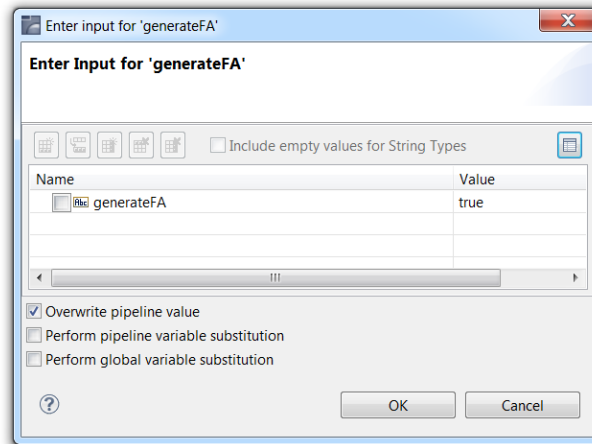 Enter input for 'generateFA'
Enter Input for 'generateFA'
Include empty values for String Types
Name Value
Abc generateFA true
Overwrite pipeline value
Perform pipeline variable substitution
Perform global variable substitution
? OK Cancel